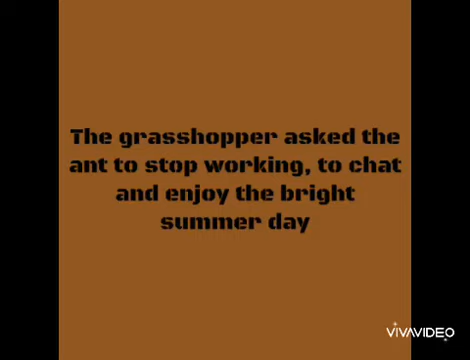 The grasshopper asked the
ant to stop working, to chat
and enjoy the bright
summer day
VIVAVIDEO